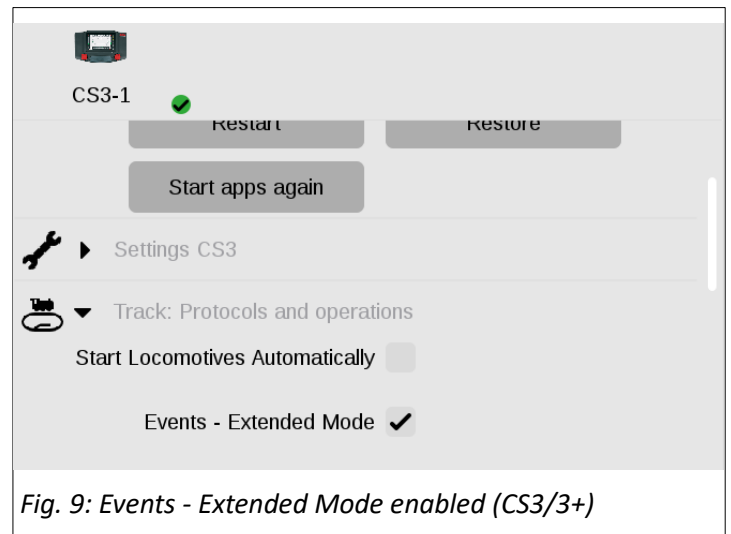 CS3-1
Restart Restore
Start apps again
Settings CS3
Track: Protocols and operations
Start Locomotives Automatically
Events - Extended Mode
Fig. 9: Events - Extended Mode enabled (CS3/3+)